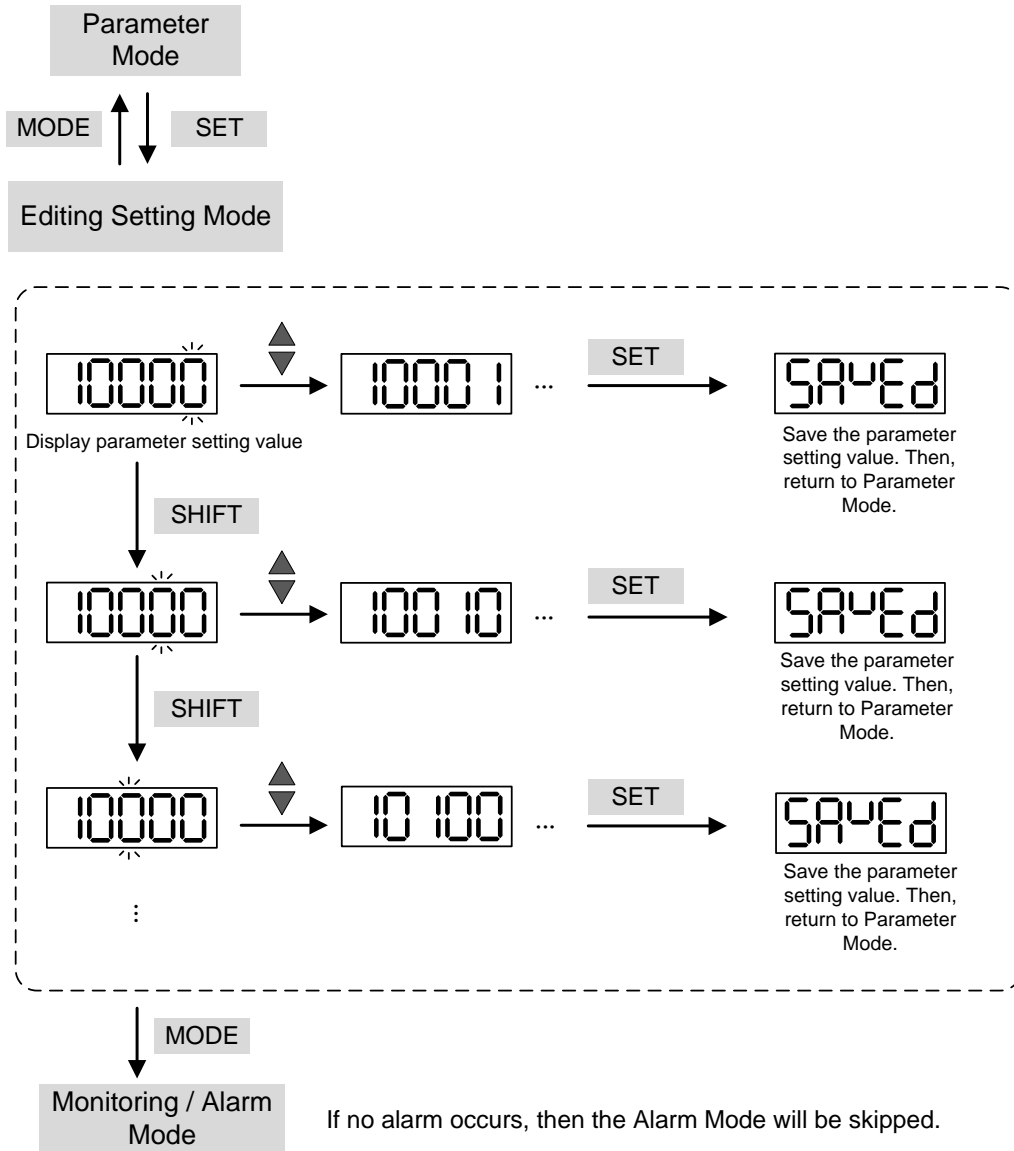 Parameter
Mode
MODE
SET
Editing Setting Mode
10000
10001
...
SET
SAVEd
Display parameter setting value
Save the parameter
setting value. Then,
return to Parameter
Mode.
SHIFT
10000
10010
...
SET
SAVEd
Save the parameter
setting value. Then,
return to Parameter
Mode.
SHIFT
10000
10100
...
SET
SAVEd
Save the parameter
setting value. Then,
return to Parameter
Mode.
...
MODE
Monitoring / Alarm
Mode
If no alarm occurs, then the Alarm Mode will be skipped.